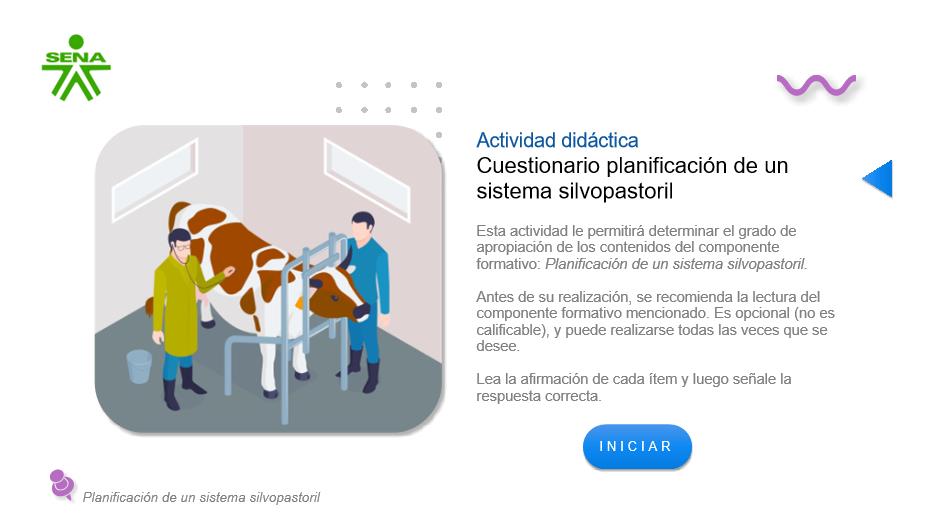 SENA
Actividad didáctica
Cuestionario planificación de un
sistema silvopastoril
Esta actividad le permitirá determinar el grado de
apropiación de los contenidos del componente
formativo: Planificación de un sistema silvopastoril.
Antes de su realización, se recomienda la lectura del
componente formativo mencionado. Es opcional (no es
calificable), y puede realizarse todas las veces que se
desee.
Lea la afirmación de cada ítem y luego señale la
respuesta correcta.
INICIAR
Planificación de un sistema silvopastoril